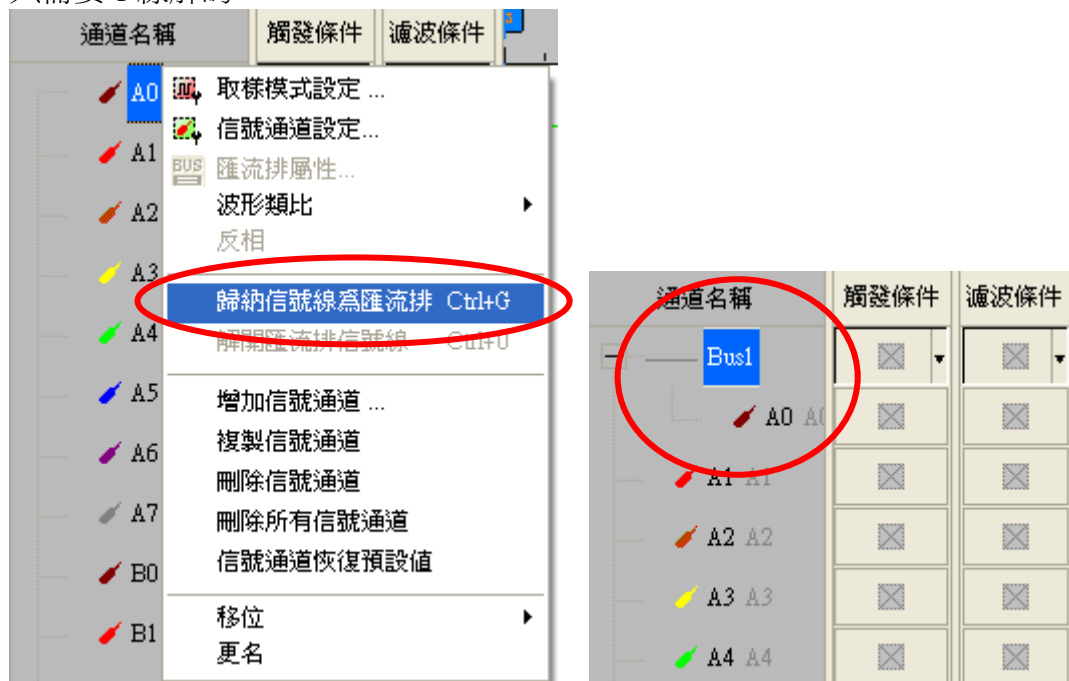 通道名稱 觸發條件 濾波條件
A0
A1
A2
A3
A4
A5
A6
A7
B0
B1
取樣模式設定 ...
信號通道設定...
BUS 匯流排屬性...
波形類比
反相
歸納信號線爲匯流排 Ctrl+G
解開匯流排信號線 Ctrl+U
增加信號通道 ...
複製信號通道
刪除信號通道
刪除所有信號通道
信號通道恢復預設值
移位
更名
通道名稱 觸發條件 濾波條件
Bus1
A0
A1 A1
A2 A2
A3 A3
A4 A4